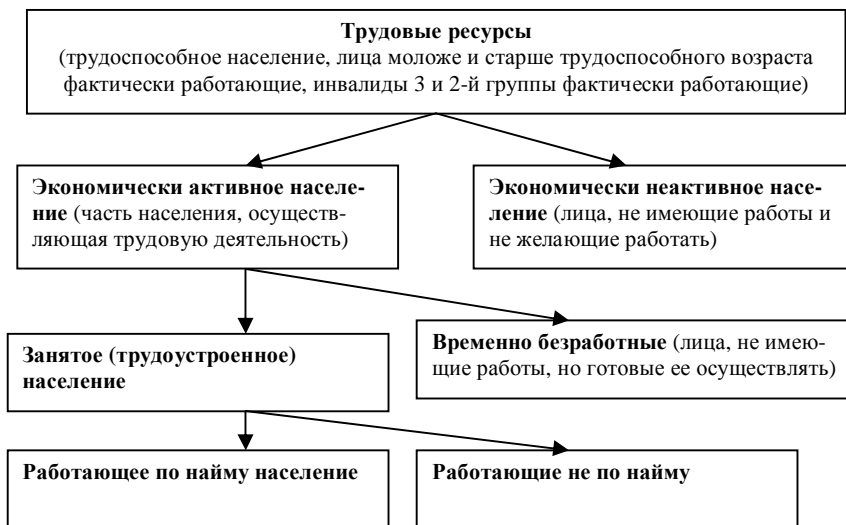 Трудовые ресурсы
(трудоспособное население, лица моложе и старше трудоспособного возраста
фактически работающие, инвалиды 3 и 2-й группы фактически работающие)
Экономически активное населе-
ние (часть населения, осуществ-
ляющая трудовую деятельность)
Экономически неактивное насе-
ление (лица, не имеющие работы и
не желающие работать)
Занятое (трудоустроенное)
население
Временно безработные (лица, не имею-
щие работы, но готовые ее осуществлять)
Работающее по найму население
Работающие не по найму